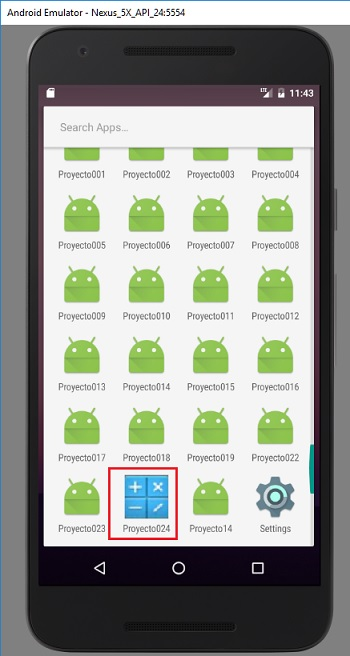 Android Emulator - Nexus_5X_API_24:5554
LTE 11:43
Search Apps...
Proyecto001 Proyecto002 Proyecto003 Proyecto004
Proyecto005 Proyecto006 Proyecto007 Proyecto008
Proyecto009 Proyecto010 Proyecto011 Proyecto012
Proyecto013 Proyecto014 Proyecto015 Proyecto016
Proyecto017 Proyecto018 Proyecto019 Proyecto022
Proyecto023 Proyecto024 Proyecto14 Settings